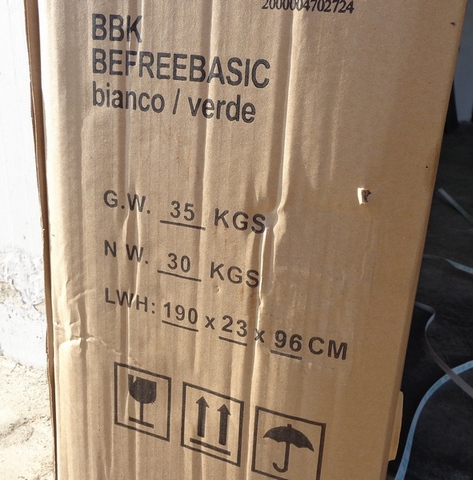 2000004702724
BBK
BEFREEBASIC
bianco / verde
G.W. 35 KGS
N W. 30 KGS
LWH: 190 x 23 x 96 CM